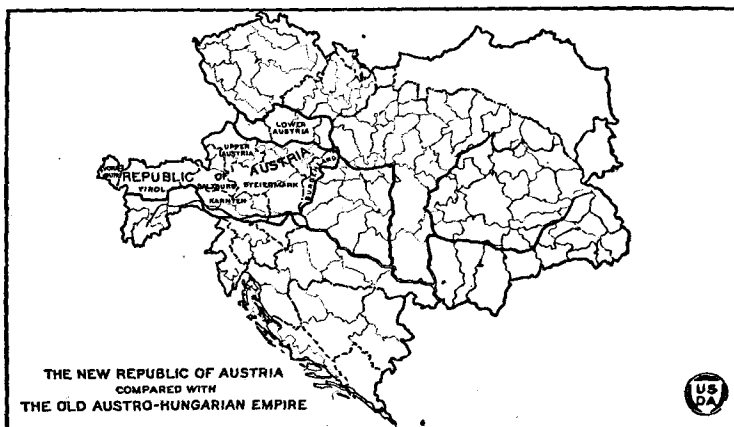 LOWER
AUSTRIA
UPPER
AUSTRIA
REPUBLIC OF AUSTRIA
BURGENLAND
TIROL
SALZBURG
STEIERMARK
KARNTEN
THE NEW REPUBLIC OF AUSTRIA
COMPARED WITH
THE OLD AUSTRO-HUNGARIAN EMPIRE
US
DA